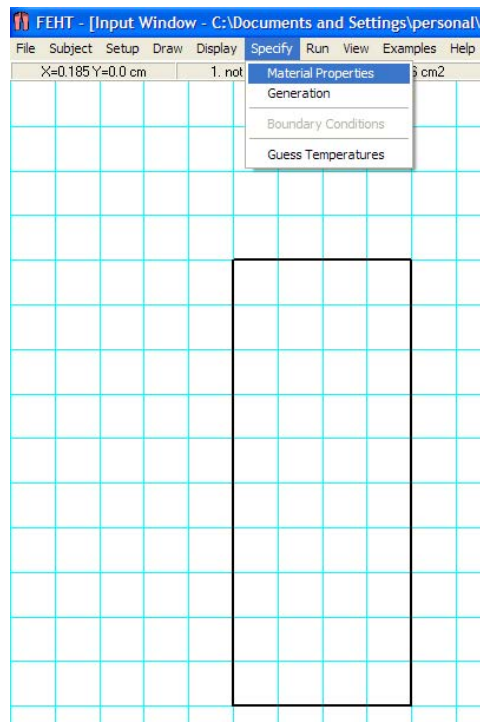 FEHT - [Input Window - C:\Documents and Settings\personal\
File Subject Setup Draw Display Specify Run View Examples Help
X=0.185 Y=0.0 cm 1. not cm2
Material Properties
Generation
Boundary Conditions
Guess Temperatures